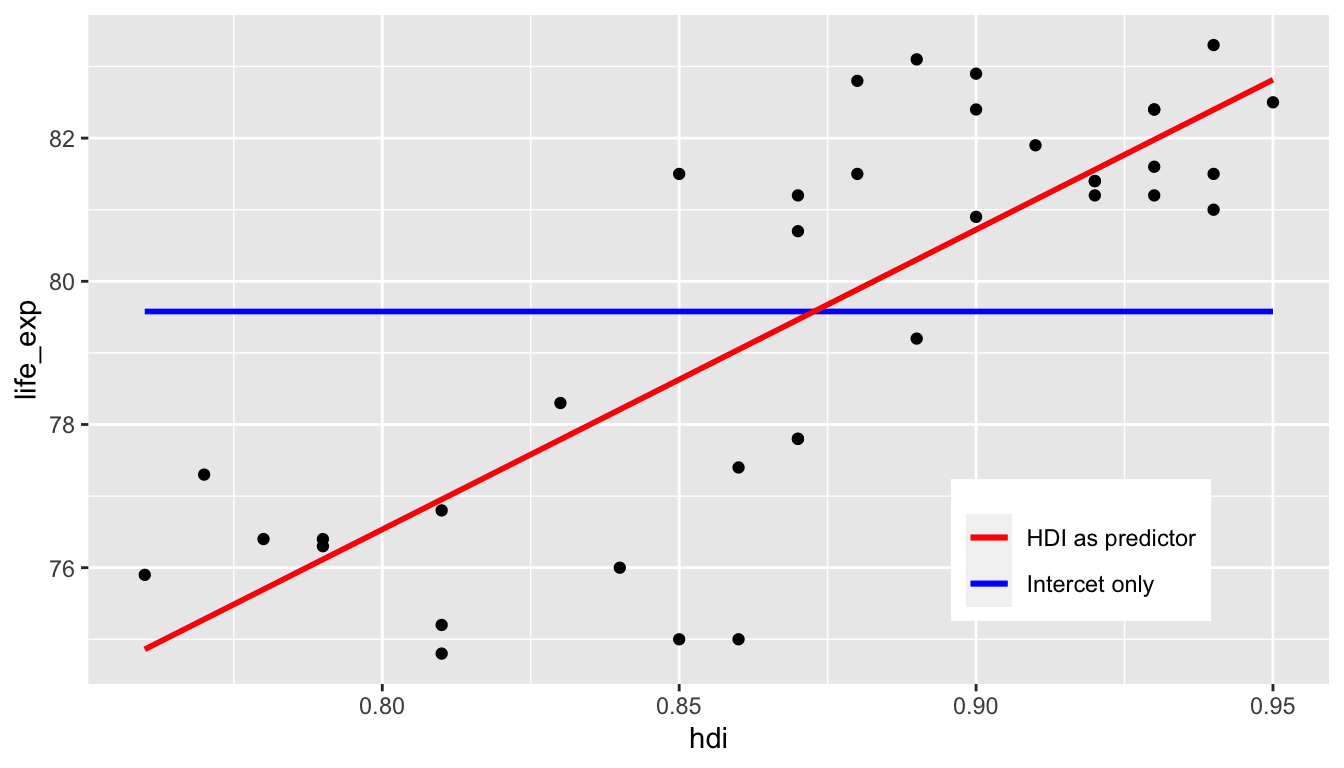 82
80
78
76
life_exp
HDI as predictor
Intercet only
0.80 0.85 0.90 0.95
hdi